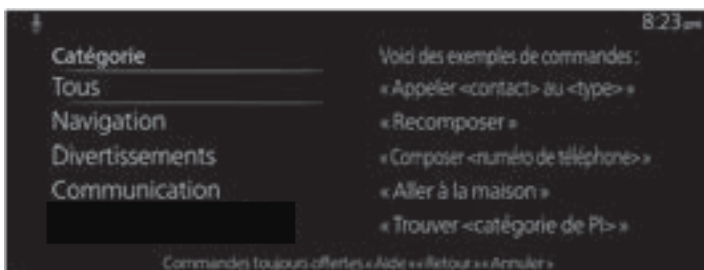 8:23 pm
Catégorie
Tous
Navigation
Divertissements
Communication
Voici des exemples de commandes :
« Appeler <contact> au <type> »
« Recomposer »
« Composer <numéro de téléphone> »
« Aller à la maison »
« Trouver <catégorie de PI> »
Commandes toujours offertes « Aide » « Retour » « Annuler »